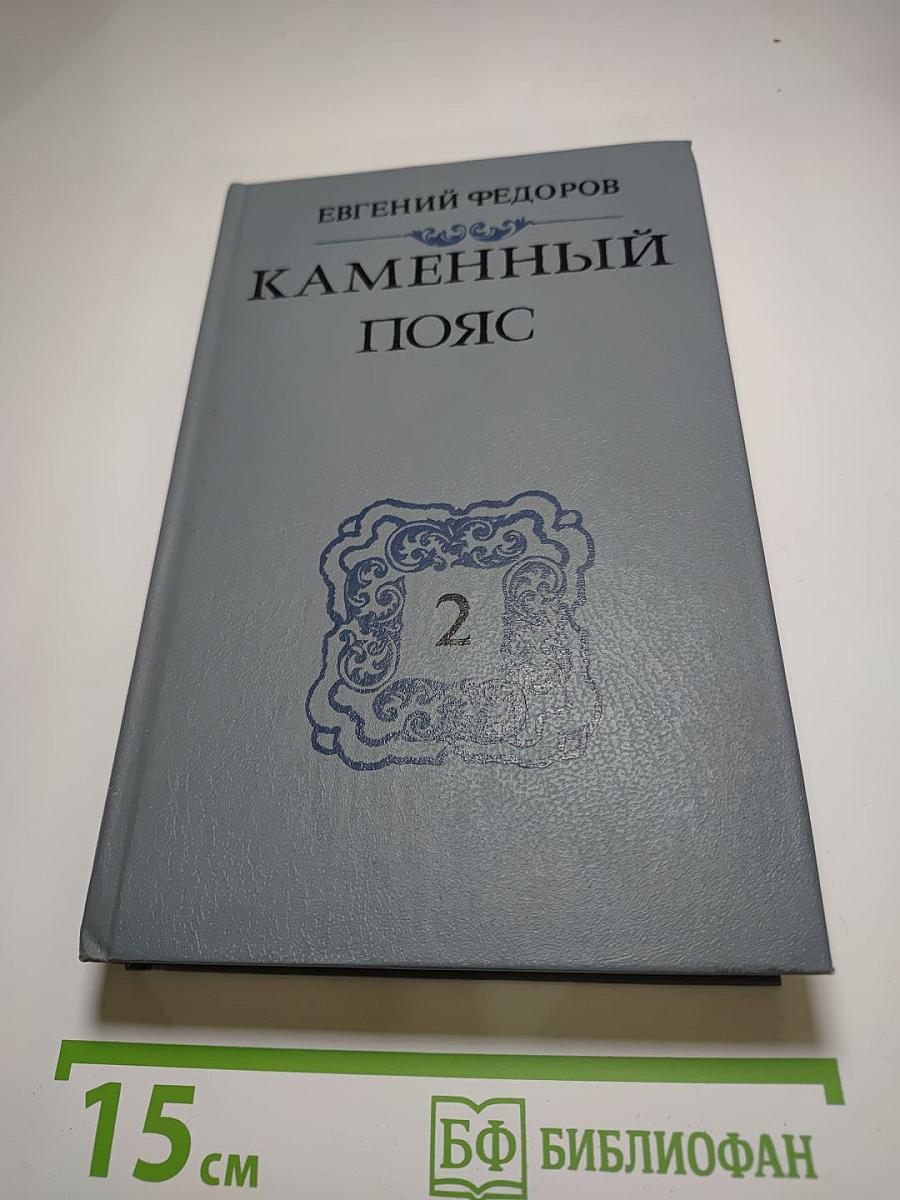 ЕВГЕНИЙ ФЕДОРОВ
КАМЕННЫЙ
ПОЯС
2
15 см
БФ БИБЛИОФАН